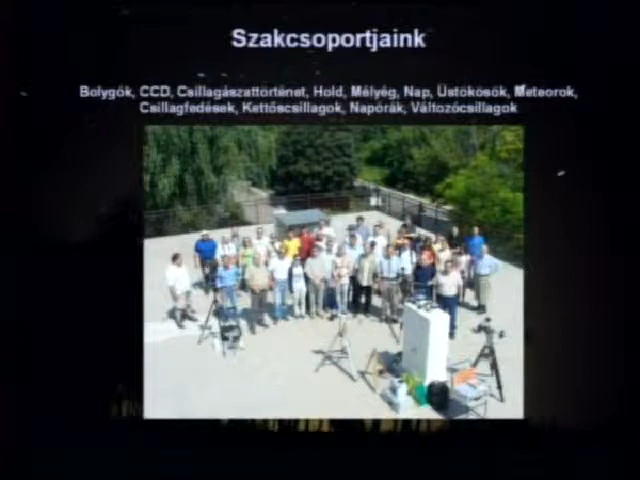 Szakcsoportjaink
Bolygók, CCD, Csillagászattörténet, Hold, Mélyég, Nap, Üstökösök, Meteorok,
Csillagfedések, Kettőscsillagok, Napórák, Változócsillagok